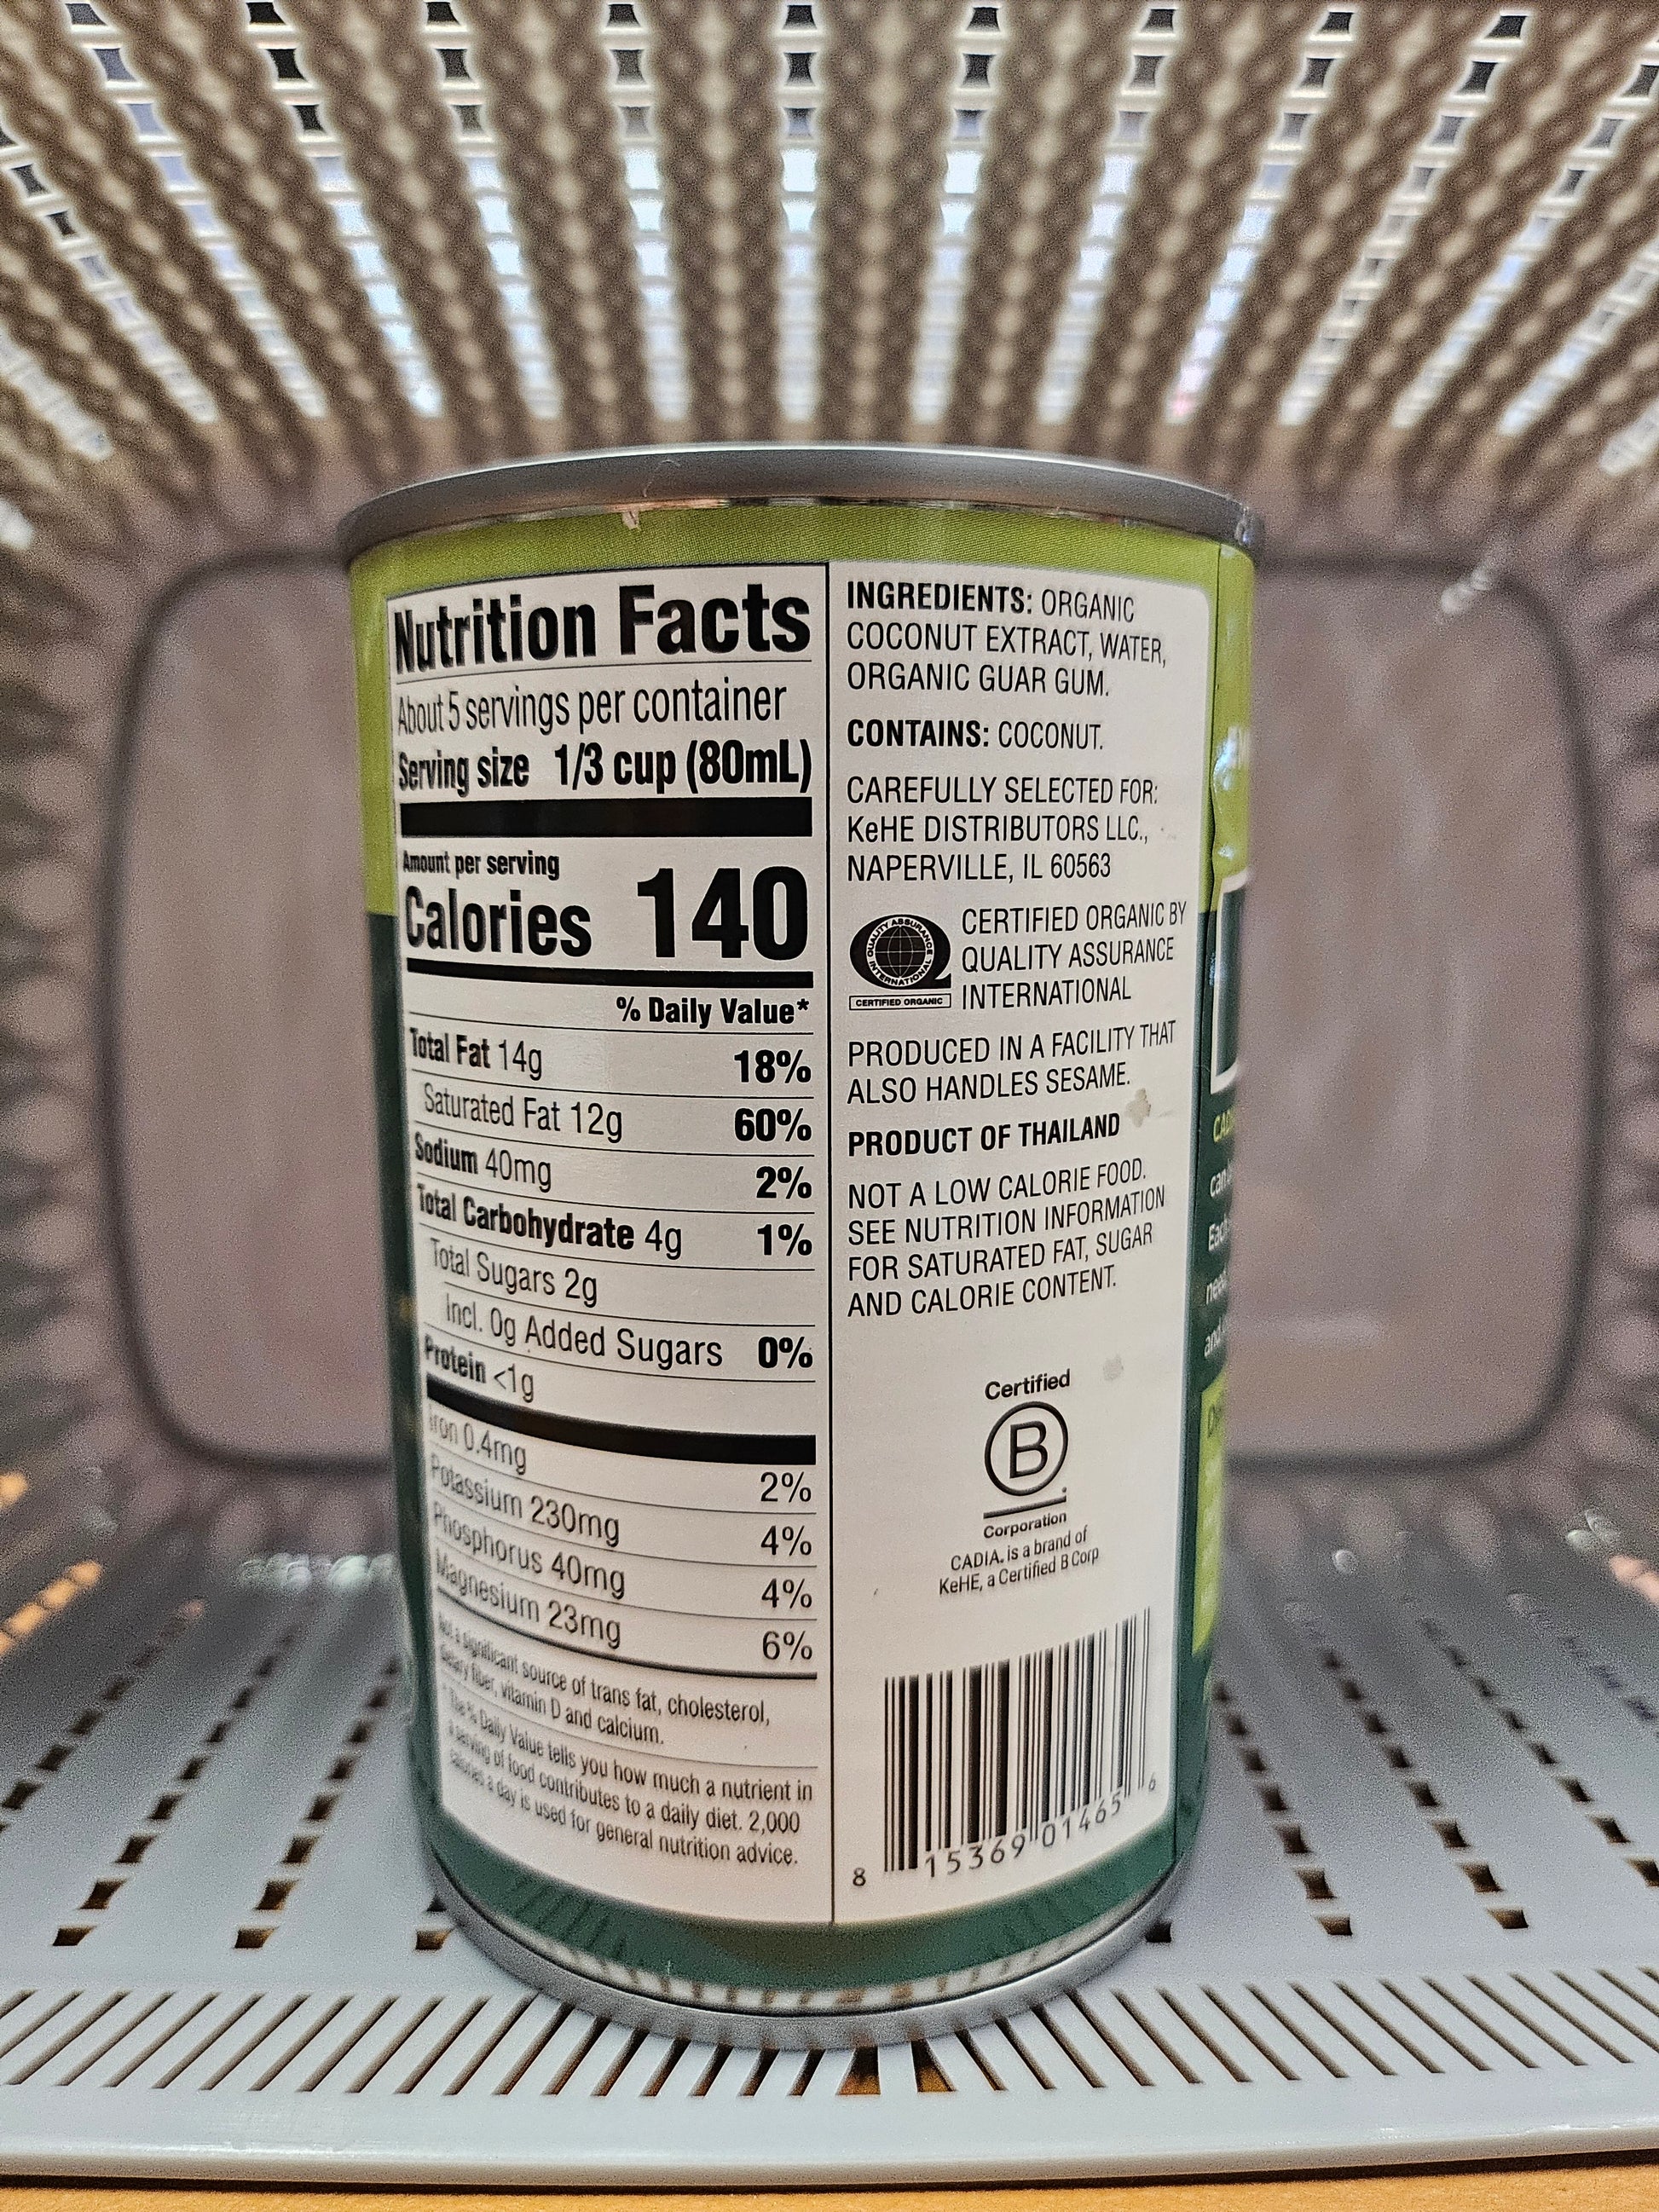 Nutrition Facts
About 5 servings per container
Serving size 1/3 cup (80mL)
Amount per serving
Calories 140
% Daily Value*
Total Fat 14g 18%
Saturated Fat 12g 60%
Sodium 40mg 2%
Total Carbohydrate 4g 1%
Total Sugars 2g
Incl. 0g Added Sugars 0%
Protein <1g
Iron 0.4mg 2%
Potassium 230mg 4%
Phosphorus 40mg 4%
Magnesium 23mg 6%
Not a significant source of trans fat, cholesterol,
dietary fiber, vitamin D and calcium.
* The % Daily Value tells you how much a nutrient in
a serving of food contributes to a daily diet. 2,000
calories a day is used for general nutrition advice.
INGREDIENTS: ORGANIC
COCONUT EXTRACT, WATER,
ORGANIC GUAR GUM.
CONTAINS: COCONUT.
CAREFULLY SELECTED FOR:
KeHE DISTRIBUTORS LLC.,
NAPERVILLE, IL 60563
QUALITY ASSURANCE
INTERNATIONAL
CERTIFIED ORGANIC
CERTIFIED ORGANIC BY
QUALITY ASSURANCE
INTERNATIONAL
PRODUCED IN A FACILITY THAT
ALSO HANDLES SESAME.
PRODUCT OF THAILAND
NOT A LOW CALORIE FOOD.
SEE NUTRITION INFORMATION
FOR SATURATED FAT, SUGAR
AND CALORIE CONTENT.
Certified
B
Corporation
CADIA. is a brand of
KeHE, a Certified B Corp
8 15369 01465 6